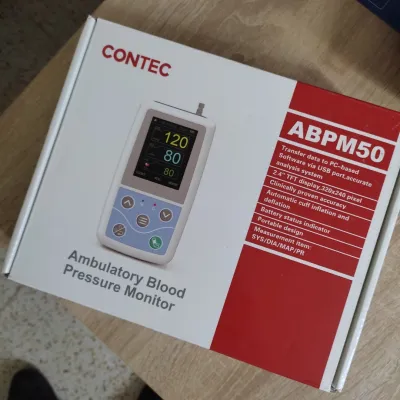 CONTEC
120
80
80
Ambulatory Blood
Pressure Monitor
ABPM50
Transfer data to PC-based
Software via USB port,accurate
analysis system
2.4" TFT display,320x240 pixel
Clinically proven accurary
Automatic cuff inflation and
deflation
Battery status indicator
Portable design
Measurement item:
SYS/DIA/MAP/PR